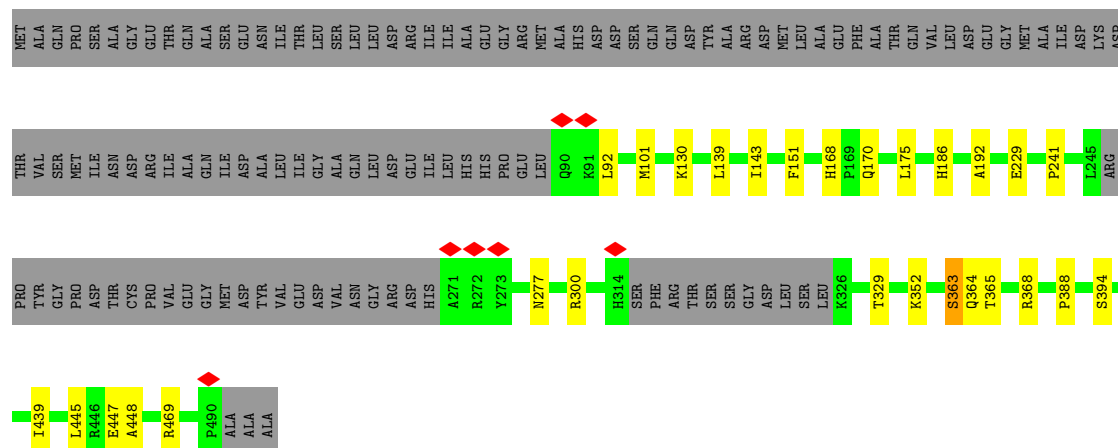 MET ALA GLN PRO SER ALA GLY GLU THR GLN ALA SER GLU ASN ILE THR LEU SER LEU LEU ASP ARG ILE ILE ALA GLU GLY ARG MET ALA HIS ASP ASP SER GLN GLN ASP TYR ALA ARG ASP MET LEU ALA GLU PHE ALA THR GLN VAL LEU ASP GLU GLY MET ALA ILE ASP LYS ASP
THR VAL SER MET ILE ASN ASP ARG ILE ALA GLN ILE ASP ALA LEU ILE GLY ALA GLN LEU ASP GLU ILE LEU HIS HIS PRO GLU LEU Q90 K91 L92 M101 K130 L139 I143 F151 H168 P169 Q170 L175 H186 A192 E229 P241 L245 ARG
PRO TYR GLY PRO ASP THR CYS PRO VAL GLU GLY MET ASP TYR VAL GLU ASP VAL ASN GLY ARG ASP HIS A271 R272 Y273 N277 R300 H314 SER PHE ARG THR SER SER GLY ASP LEU SER LEU K326 T329 K352 S363 Q364 T365 R368 P388 S394
I439 L445 R446 E447 A448 R469 P490 ALA ALA ALA